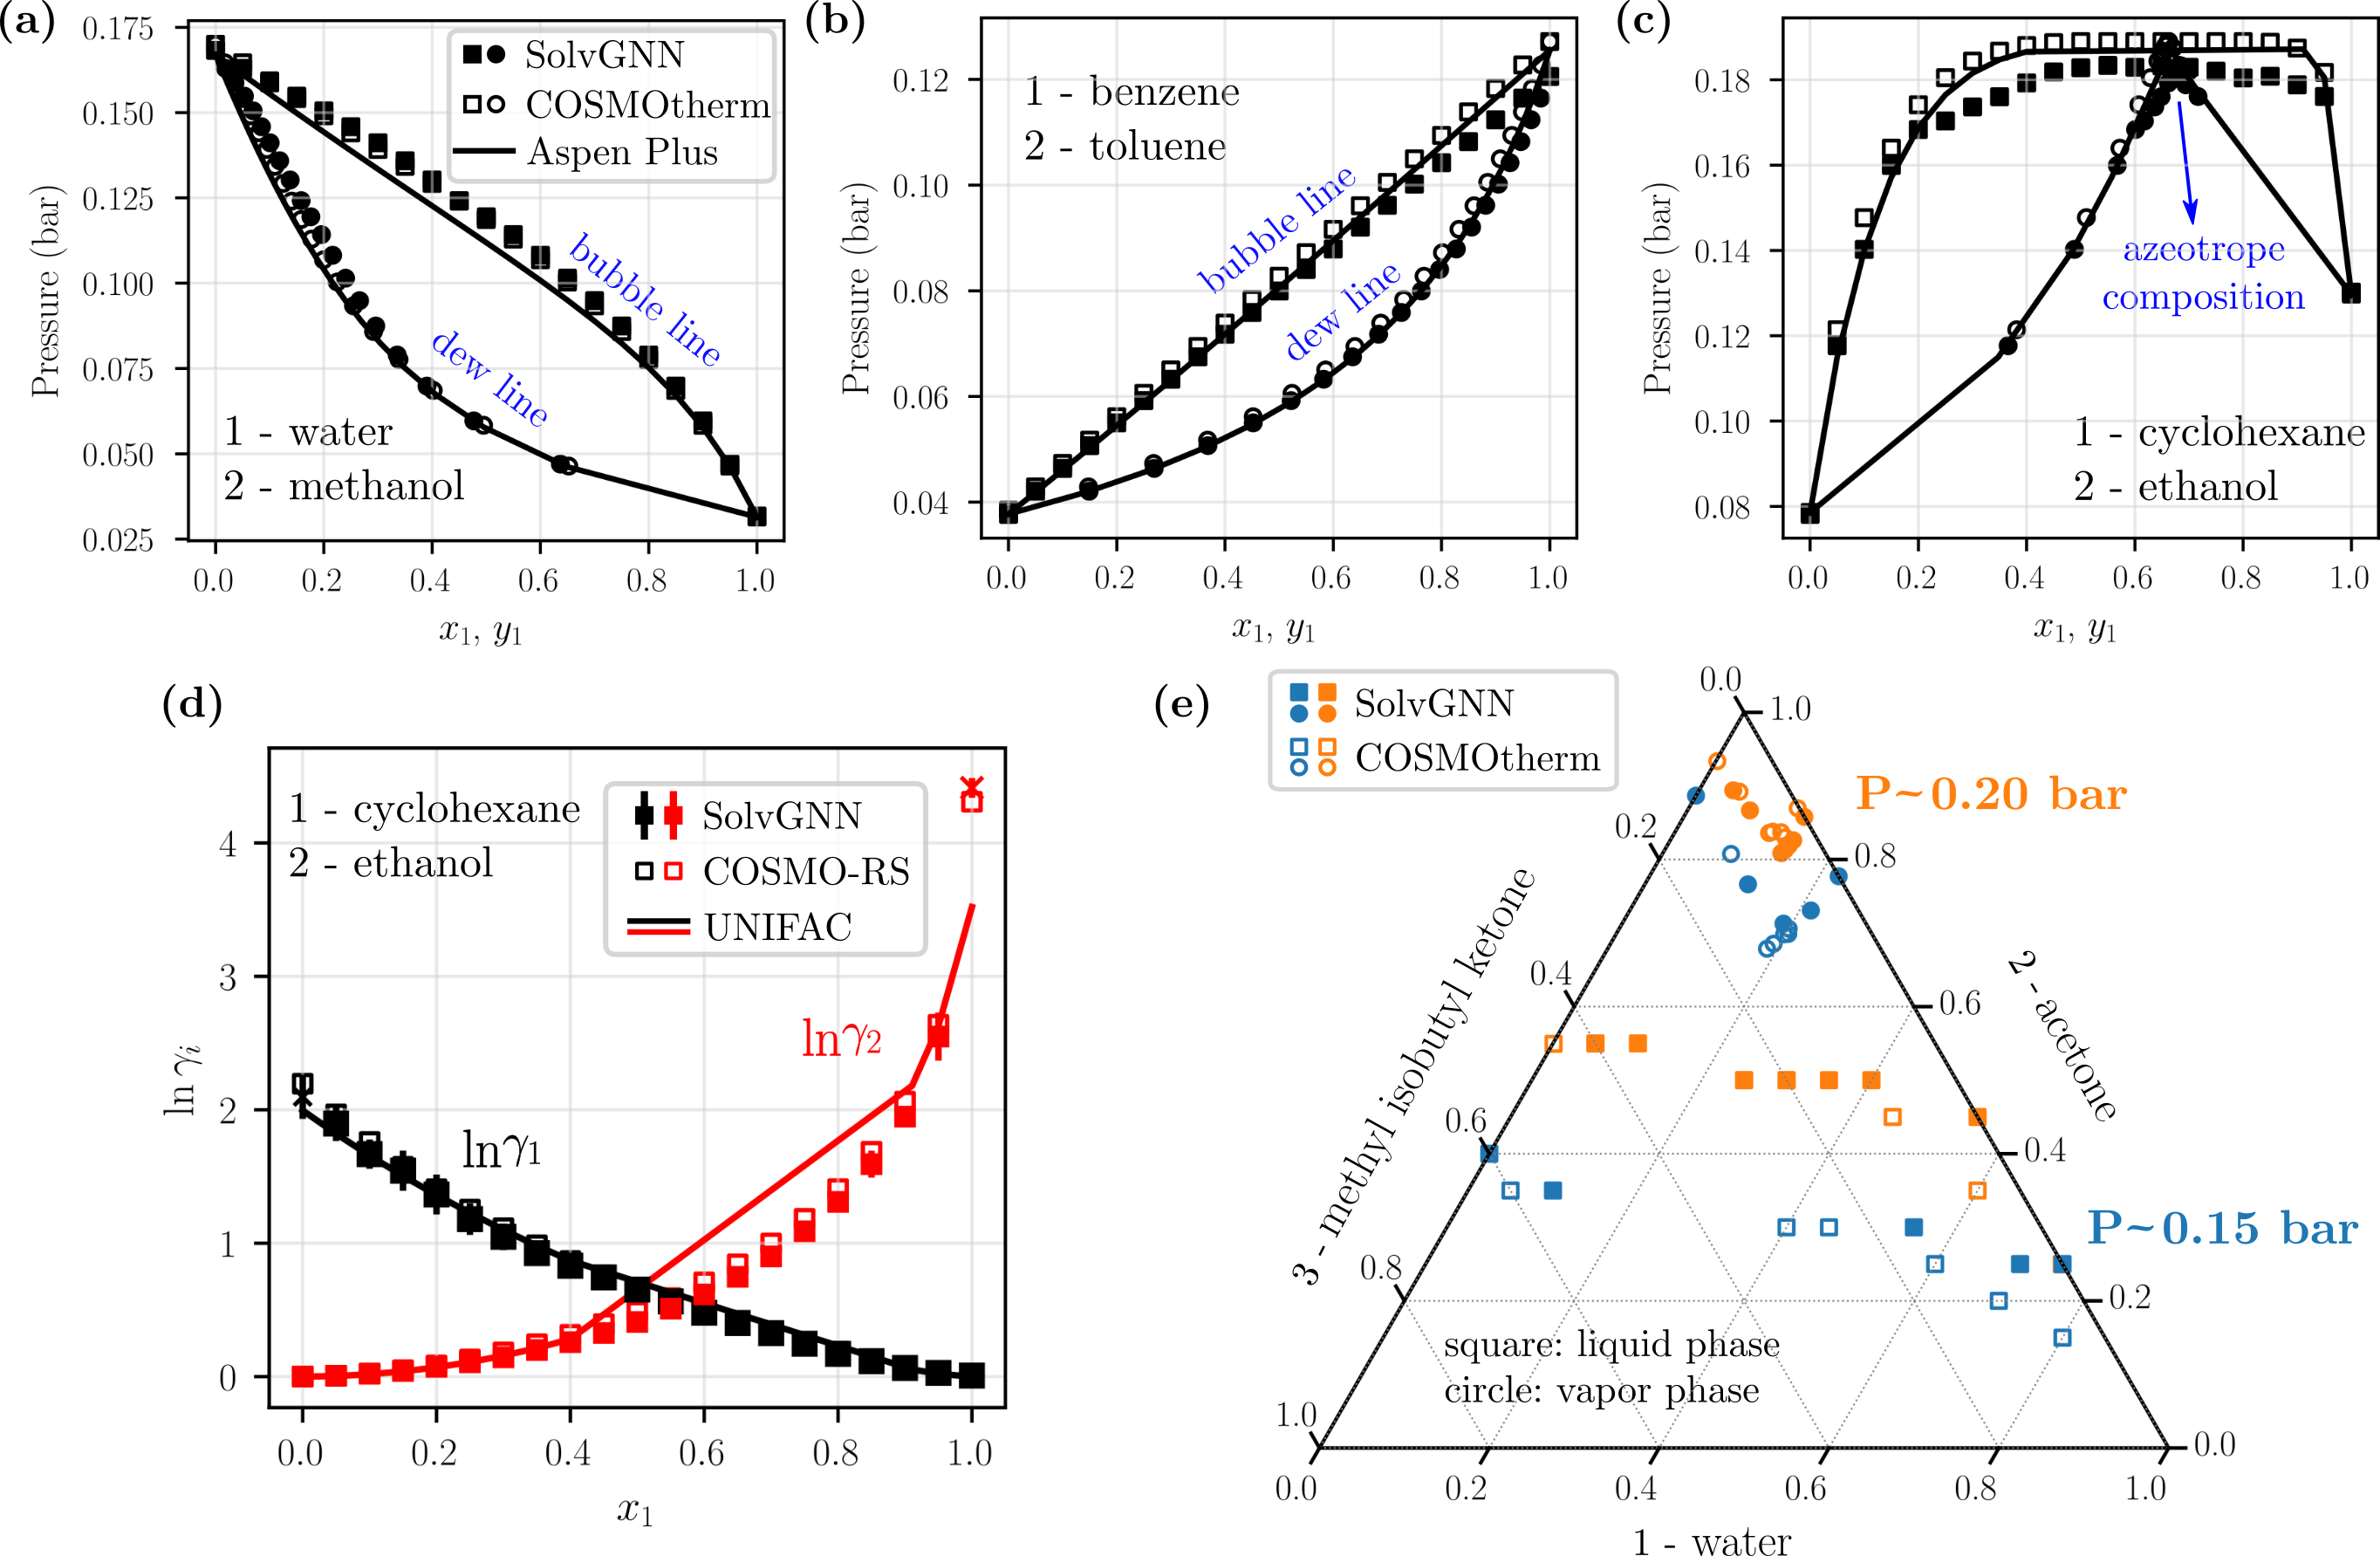 (a)
0.175
0.150
0.125
0.100
0.075
0.050
0.025
Pressure (bar)
SolvGNN
COSMOtherm
Aspen Plus
bubble line
dew line
1 - water
2 - methanol
0.0 0.2 0.4 0.6 0.8 1.0
x1, y1
(b)
0.12
0.10
0.08
0.06
0.04
Pressure (bar)
1 - benzene
2 - toluene
bubble line
dew line
0.0 0.2 0.4 0.6 0.8 1.0
x1, y1
(c)
0.18
0.16
0.14
0.12
0.10
0.08
Pressure (bar)
azeotrope
composition
1 - cyclohexane
2 - ethanol
0.0 0.2 0.4 0.6 0.8 1.0
x1, y1
(d)
4
3
2
1
0
ln γi
1 - cyclohexane
2 - ethanol
SolvGNN
COSMO-RS
UNIFAC
lnγ2
lnγ1
0.0 0.2 0.4 0.6 0.8 1.0
x1
(e)
SolvGNN
COSMOtherm
0.0
0.2
0.4
0.6
0.8
1.0
3 - methyl isobutyl ketone
1.0
0.8
0.6
0.4
0.2
0.0
2 -acetone
P~0.20 bar
P~0.15 bar
square: liquid phase
circle: vapor phase
0.0 0.2 0.4 0.6 0.8 1.0
1 - water